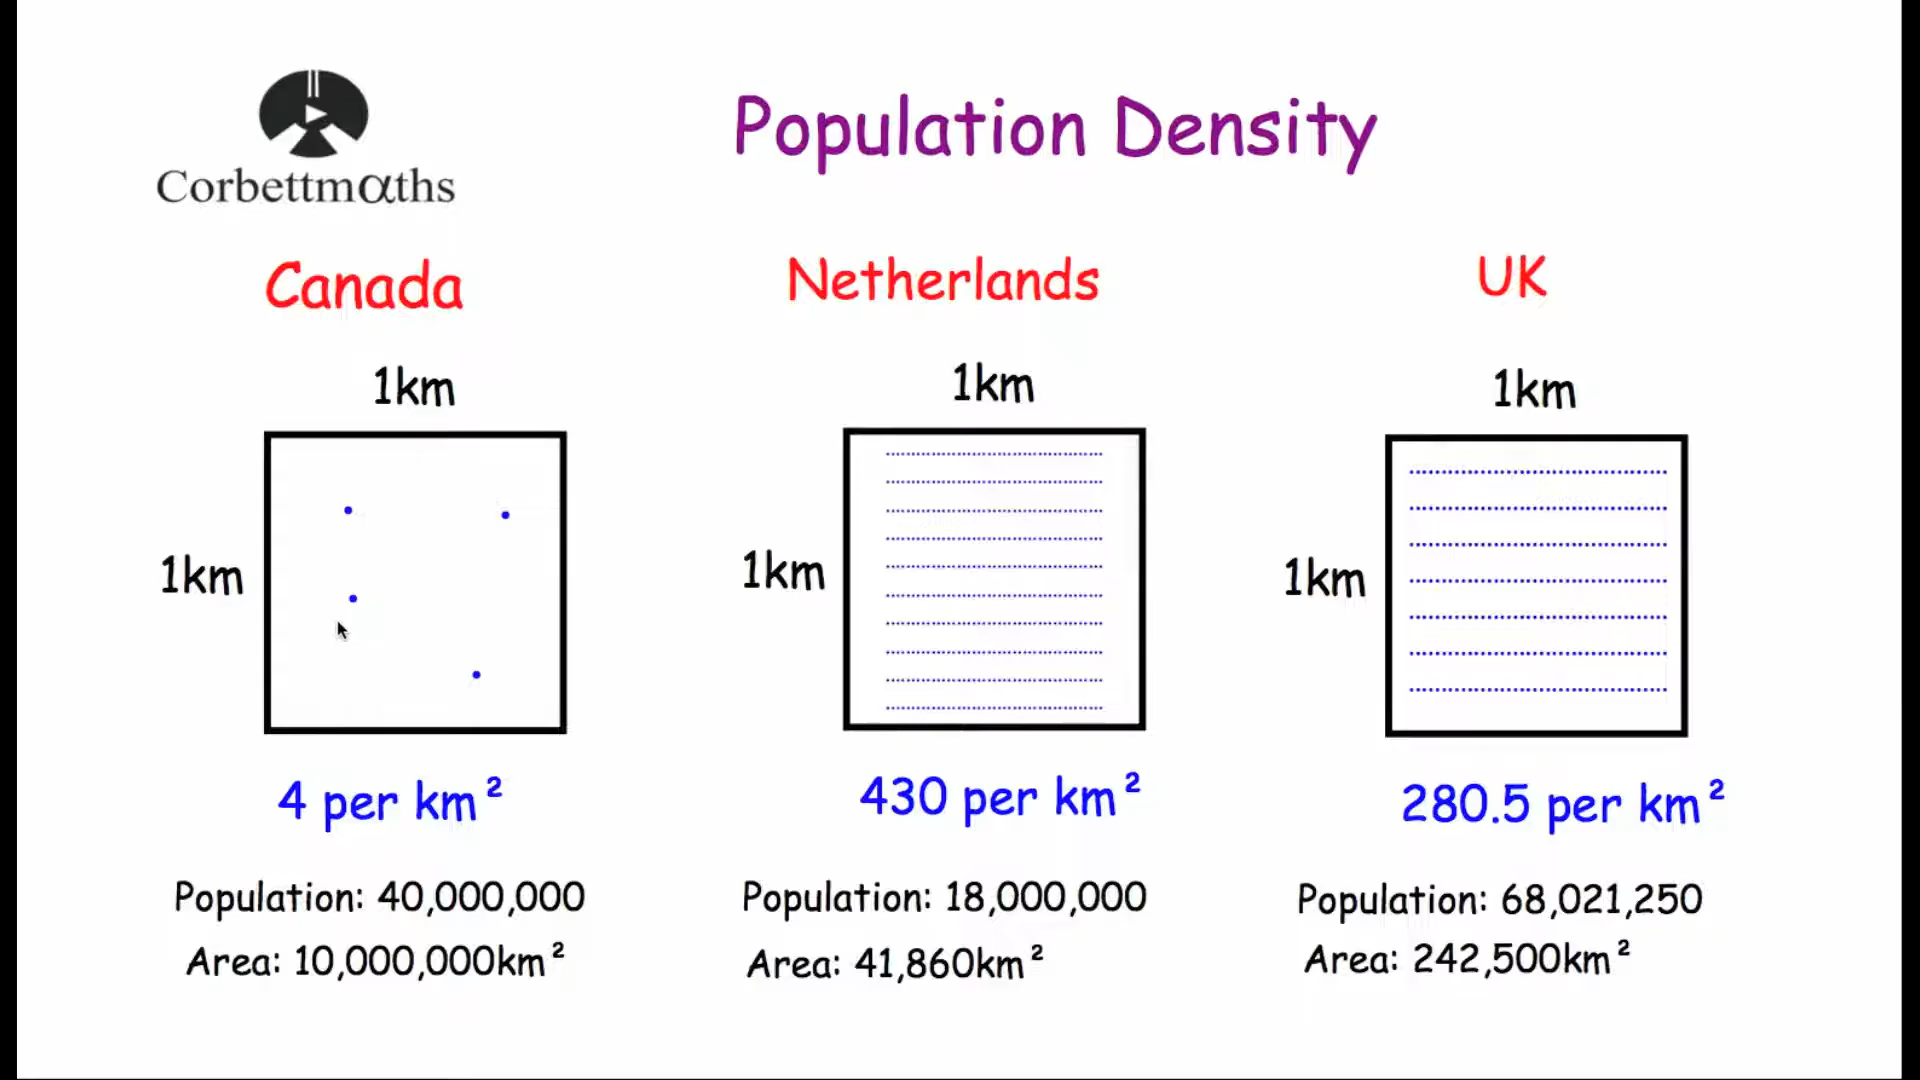 Corbettmαths
Population Density
Canada
Netherlands
UK
1km
1km
1km
1km
1km
1km
4 per km²
430 per km²
280.5 per km²
Population: 40,000,000
Area: 10,000,000km²
Population: 18,000,000
Area: 41,860km²
Population: 68,021,250
Area: 242,500km²